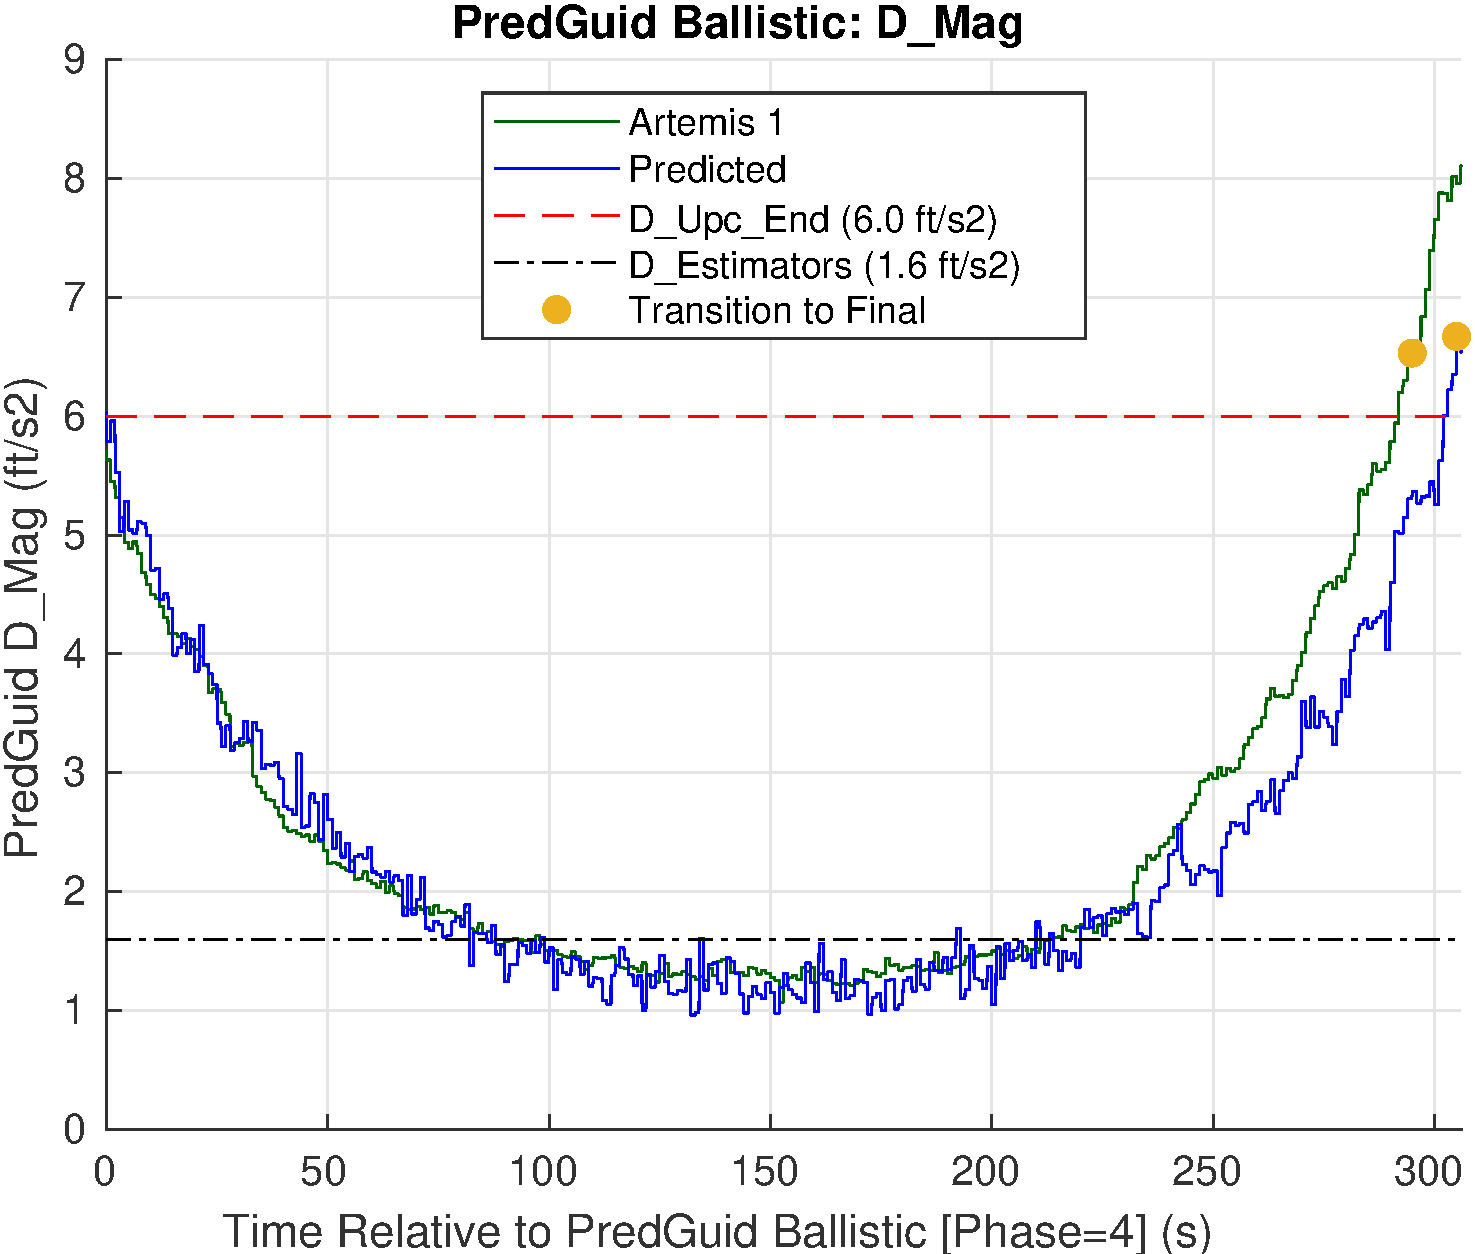 PredGuid Ballistic: D_Mag
9
8
7
6
5
4
3
2
1
0
PredGuid D_Mag (ft/s2)
Artemis 1
Predicted
D_Upc_End (6.0 ft/s2)
D_Estimators (1.6 ft/s2)
Transition to Final
0 50 100 150 200 250 300
Time Relative to PredGuid Ballistic [Phase=4] (s)